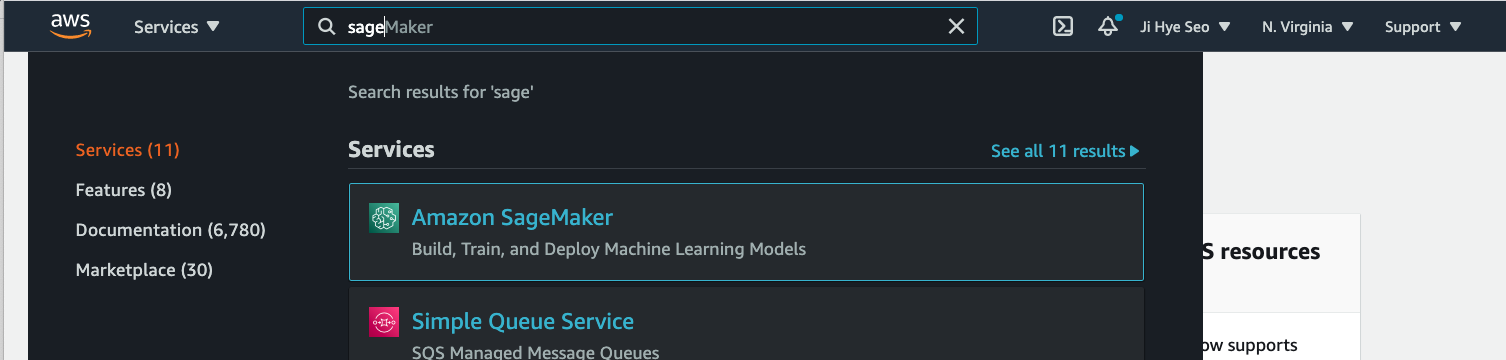 aws Services ▼ sageMaker Ji Hye Seo ▼ N. Virginia ▼ Support ▼
Search results for 'sage'
Services (11)
Features (8)
Documentation (6,780)
Marketplace (30)
Services See all 11 results ▶
Amazon SageMaker
Build, Train, and Deploy Machine Learning Models
Simple Queue Service
SQS Managed Message Queues
S resources
ow supports